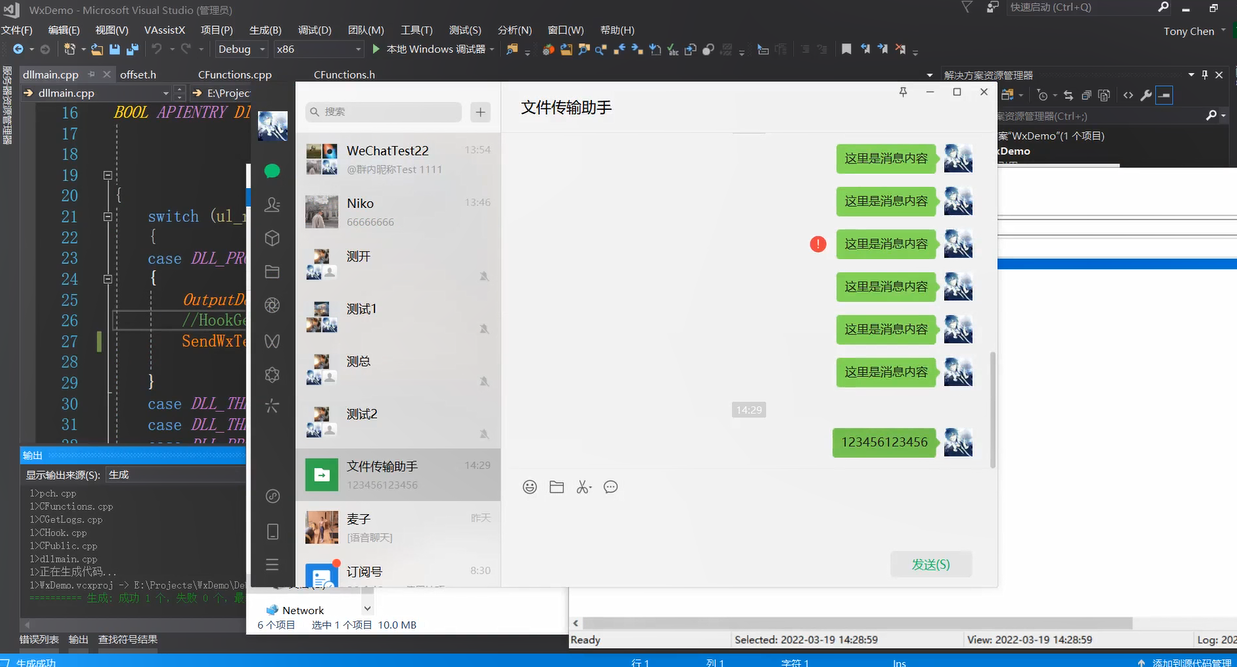 WxDemo - Microsoft Visual Studio (管理员)
快速启动 (Ctrl+Q)
文件(F) 编辑(E) 视图(V) VAssistX 项目(P) 生成(B) 调试(D) 团队(M) 工具(T) 测试(S) 分析(N) 窗口(W) 帮助(H)
Tony Chen
Debug x86 本地 Windows 调试器
服务器资源管理器
dllmain.cpp offset.h CFunctions.cpp CFunctions.h
解决方案资源管理器
dllmain.cpp E:\Projec
16 BOOL APIENTRY Dl
17
18
19
20 {
21 switch (ul_r
22 {
23 case DLL_PRO
24 {
25 OutputDe
26 //HookGe
27 SendWxTe
28
29 }
30 case DLL_THR
31 case DLL_THR
资源管理器(Ctrl+;)
案"WxDemo"(1 个项目)
xDemo
搜索
WeChatTest22 13:54
@群内昵称Test 1111
Niko 13:46
66666666
测开
测试1
测总
测试2
文件传输助手 14:29
123456123456
麦子 昨天
[语音聊天]
订阅号 8:30
文件传输助手
这里是消息内容
这里是消息内容
! 这里是消息内容
这里是消息内容
这里是消息内容
这里是消息内容
14:29
123456123456
发送(S)
输出
显示输出来源(S): 生成
1>pch.cpp
1>CFunctions.cpp
1>CGetLogs.cpp
1>CHook.cpp
1>CPublic.cpp
1>dllmain.cpp
1>正在生成代码...
1>WxDemo.vcxproj -> E:\Projects\WxDemo\De
========== 生成: 成功 1 个，失败 0 个，最
错误列表 输出 查找符号结果
Network
6 个项目 选中 1 个项目 10.0 MB
Ready Selected: 2022-03-19 14:28:59 View: 2022-03-19 14:28:59 Log: 202
生成成功 行 1 列 1 字符 1 Ins 添加到源代码管理